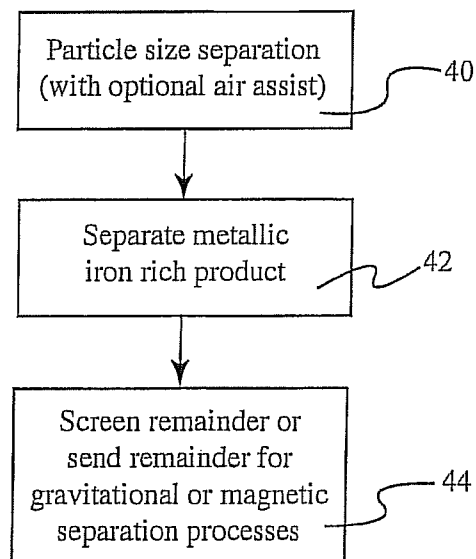 Particle size separation
(with optional air assist)
40
Separate metallic
iron rich product
42
Screen remainder or
send remainder for
gravitational or magnetic
separation processes
44